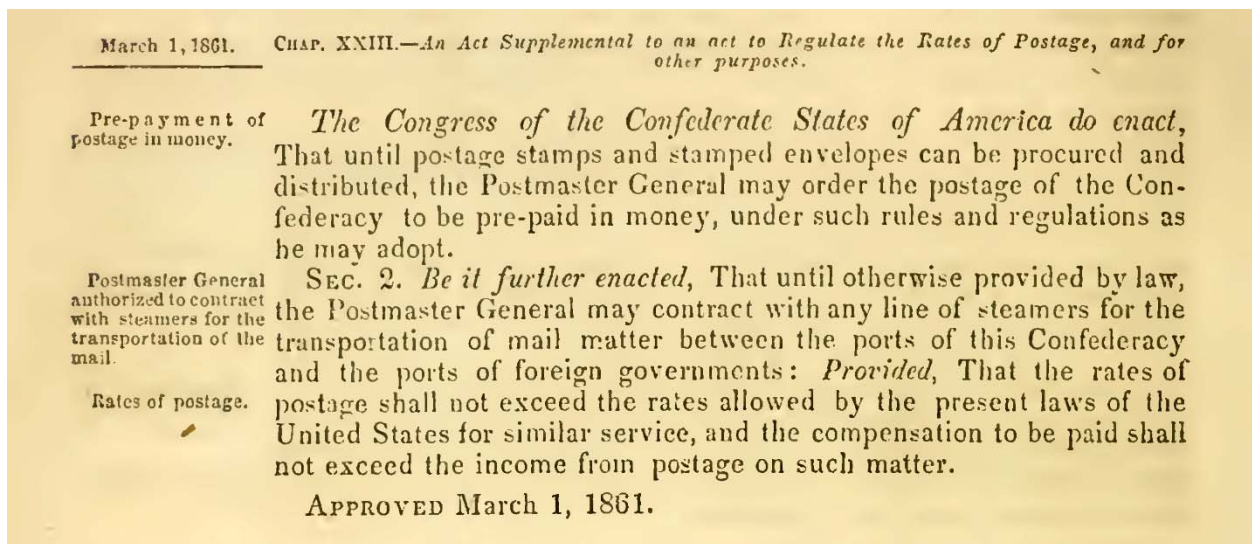 March 1, 1861.
CHAP. XXIII.—An Act Supplemental to an act to Regulate the Rates of Postage, and for
other purposes.
Pre-payment of
postage in money.
The Congress of the Confederate States of America do enact,
That until postage stamps and stamped envelopes can be procured and
distributed, the Postmaster General may order the postage of the Con-
federacy to be pre-paid in money, under such rules and regulations as
he may adopt.
Postmaster General
authorized to contract
with steamers for the
transportation of the
mail.
SEC. 2. Be it further enacted, That until otherwise provided by law,
the Postmaster General may contract with any line of steamers for the
transportation of mail matter between the ports of this Confederacy
and the ports of foreign governments: Provided, That the rates of
Rates of postage.
postage shall not exceed the rates allowed by the present laws of the
United States for similar service, and the compensation to be paid shall
not exceed the income from postage on such matter.
APPROVED March 1, 1861.